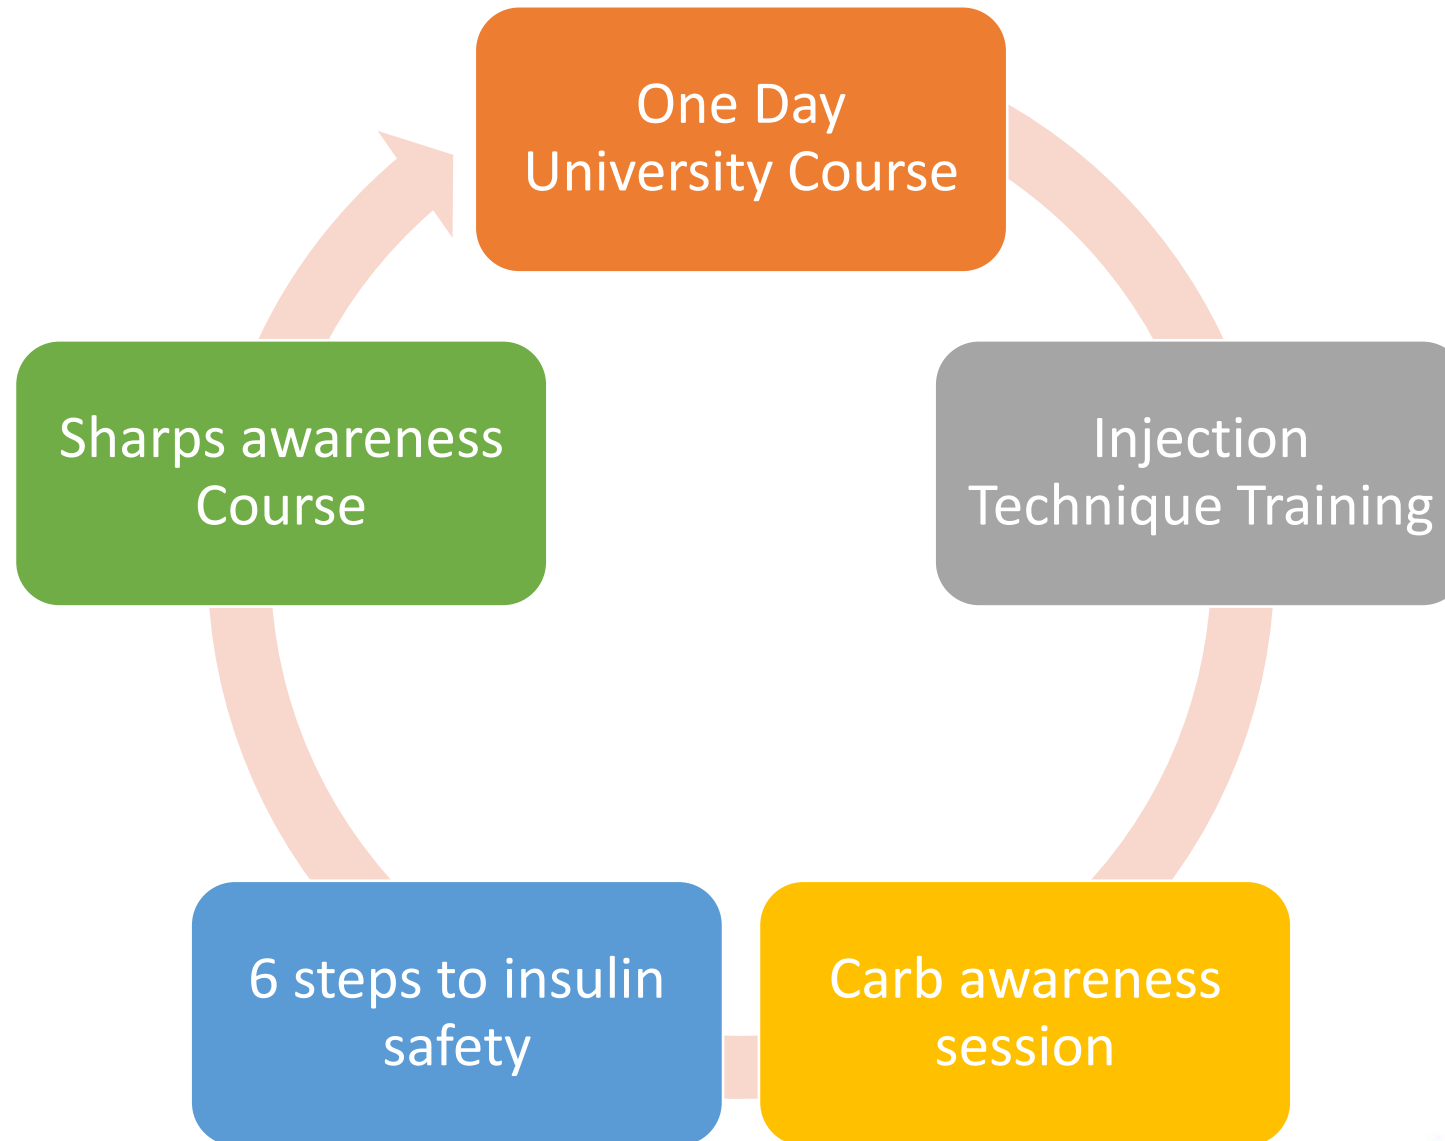 One Day
University Course
Injection
Technique Training
Carb awareness
session
6 steps to insulin
safety
Sharps awareness
Course